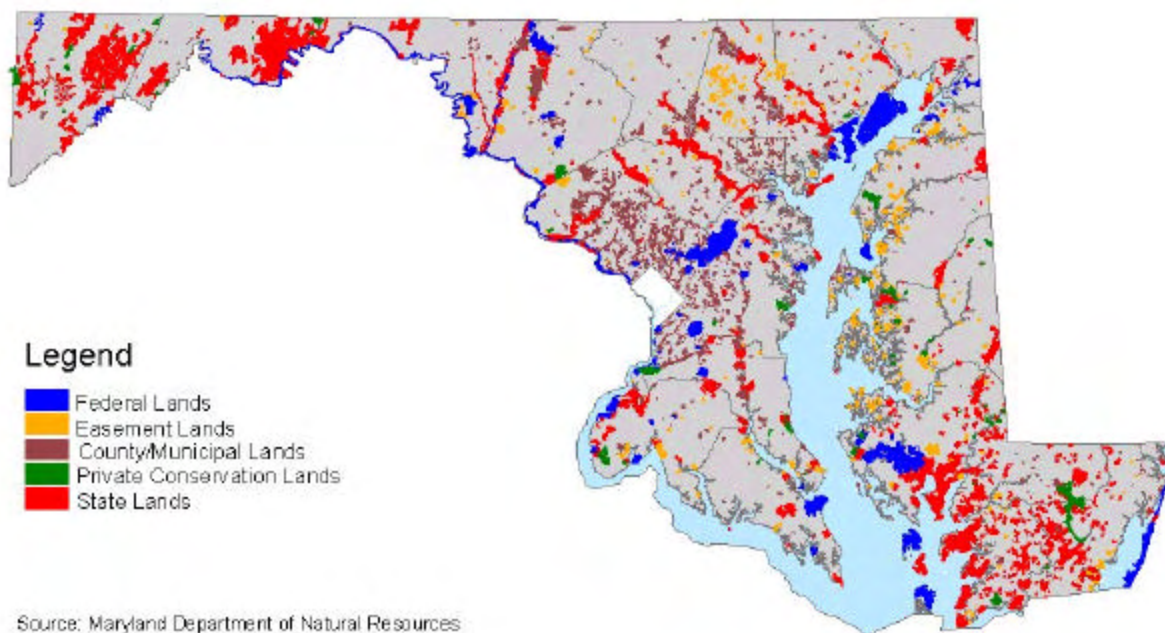 Legend
Federal Lands
Easement Lands
County/Municipal Lands
Private Conservation Lands
State Lands
Source: Maryland Department of Natural Resources